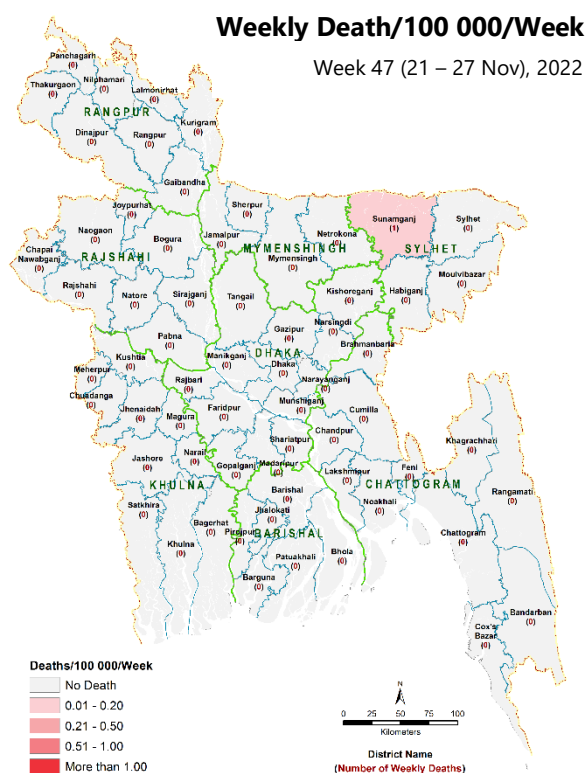 Weekly Death/100 000/Week
Week 47 (21 – 27 Nov), 2022
Panchagarh
(0)
Thakurgaon
(0)
Nilphamari
(0)
Lalmonirhat
(0)
Kurigram
(0)
RANGPUR
Dinajpur
(0)
Rangpur
(0)
Gaibandha
(0)
Joypurhat
(0)
Naogaon
(0)
Bogura
(0)
Chapai
Nawabganj
(0)
RAJSHAHI
Rajshahi
(0)
Natore
(0)
Sirajganj
(0)
Pabna
(0)
Sherpur
(0)
Jamalpur
(0)
Netrokona
(0)
MYMENSHINGH
Mymensingh
(0)
Sunamganj
(1)
Sylhet
(0)
SYLHET
Moulvibazar
(0)
Habiganj
(0)
Tangail
(0)
Kishoreganj
(0)
Gazipur
(0)
Narsingdi
(0)
Brahmanbaria
(0)
Manikganj
(0)
DHAKA
Dhaka
(0)
Narayanganj
(0)
Munshiganj
(0)
Rajbari
(0)
Faridpur
(0)
Shariatpur
(0)
Madaripur
(0)
Gopalganj
(0)
Kushtia
(0)
Meherpur
(0)
Chuadanga
(0)
Jhenaidah
(0)
Magura
(0)
Narail
(0)
Jashore
(0)
KHULNA
Satkhira
(0)
Khulna
(0)
Bagerhat
(0)
Pirojpur
(0)
Barishal
(0)
Jhalokati
(0)
BARISHAL
Patuakhali
(0)
Barguna
(0)
Bhola
(0)
Cumilla
(0)
Chandpur
(0)
Lakshmipur
(0)
Feni
(0)
Noakhali
(0)
CHATTOGRAM
Khagrachhari
(0)
Rangamati
(0)
Chattogram
(0)
Bandarban
(0)
Cox's
Bazar
(0)
Deaths/100 000/Week
No Death
0.01 - 0.20
0.21 - 0.50
0.51 - 1.00
More than 1.00
N
0 25 50 75 100
Kilometers
District Name
(Number of Weekly Deaths)